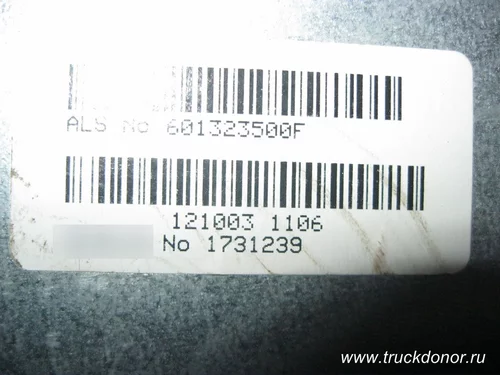 ALS No 601323500F
121003 1106
No 1731239
www.truckdonor.ru